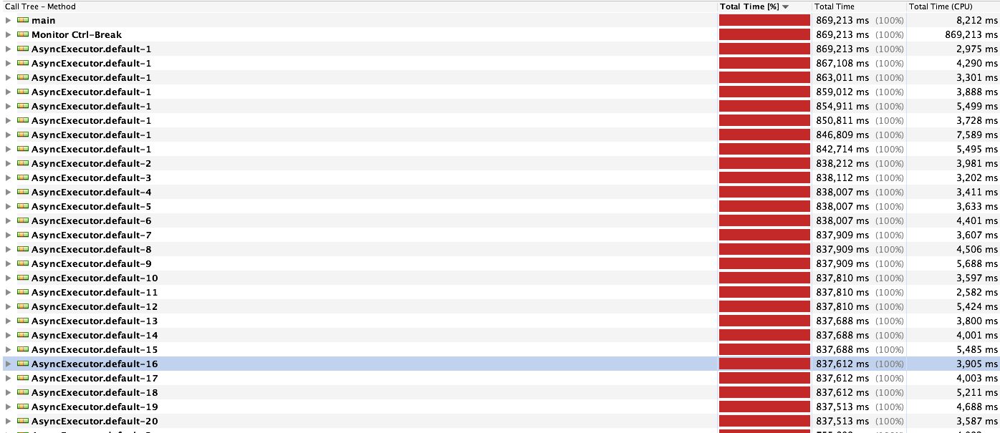 Call Tree – Method Total Time [%] Total Time Total Time (CPU)
main 869,213 ms (100%) 8,212 ms
Monitor Ctrl-Break 869,213 ms (100%) 869,213 ms
AsyncExecutor.default-1 869,213 ms (100%) 2,975 ms
AsyncExecutor.default-1 867,108 ms (100%) 4,290 ms
AsyncExecutor.default-1 863,011 ms (100%) 3,301 ms
AsyncExecutor.default-1 859,012 ms (100%) 3,888 ms
AsyncExecutor.default-1 854,911 ms (100%) 5,499 ms
AsyncExecutor.default-1 850,811 ms (100%) 3,728 ms
AsyncExecutor.default-1 846,809 ms (100%) 7,589 ms
AsyncExecutor.default-1 842,714 ms (100%) 5,495 ms
AsyncExecutor.default-2 838,212 ms (100%) 3,981 ms
AsyncExecutor.default-3 838,112 ms (100%) 3,202 ms
AsyncExecutor.default-4 838,007 ms (100%) 3,411 ms
AsyncExecutor.default-5 838,007 ms (100%) 3,633 ms
AsyncExecutor.default-6 838,007 ms (100%) 4,401 ms
AsyncExecutor.default-7 837,909 ms (100%) 3,607 ms
AsyncExecutor.default-8 837,909 ms (100%) 4,506 ms
AsyncExecutor.default-9 837,909 ms (100%) 5,688 ms
AsyncExecutor.default-10 837,810 ms (100%) 3,597 ms
AsyncExecutor.default-11 837,810 ms (100%) 2,582 ms
AsyncExecutor.default-12 837,810 ms (100%) 5,424 ms
AsyncExecutor.default-13 837,688 ms (100%) 3,800 ms
AsyncExecutor.default-14 837,688 ms (100%) 4,001 ms
AsyncExecutor.default-15 837,688 ms (100%) 5,485 ms
AsyncExecutor.default-16 837,612 ms (100%) 3,905 ms
AsyncExecutor.default-17 837,612 ms (100%) 4,003 ms
AsyncExecutor.default-18 837,612 ms (100%) 5,211 ms
AsyncExecutor.default-19 837,513 ms (100%) 4,688 ms
AsyncExecutor.default-20 837,513 ms (100%) 3,587 ms